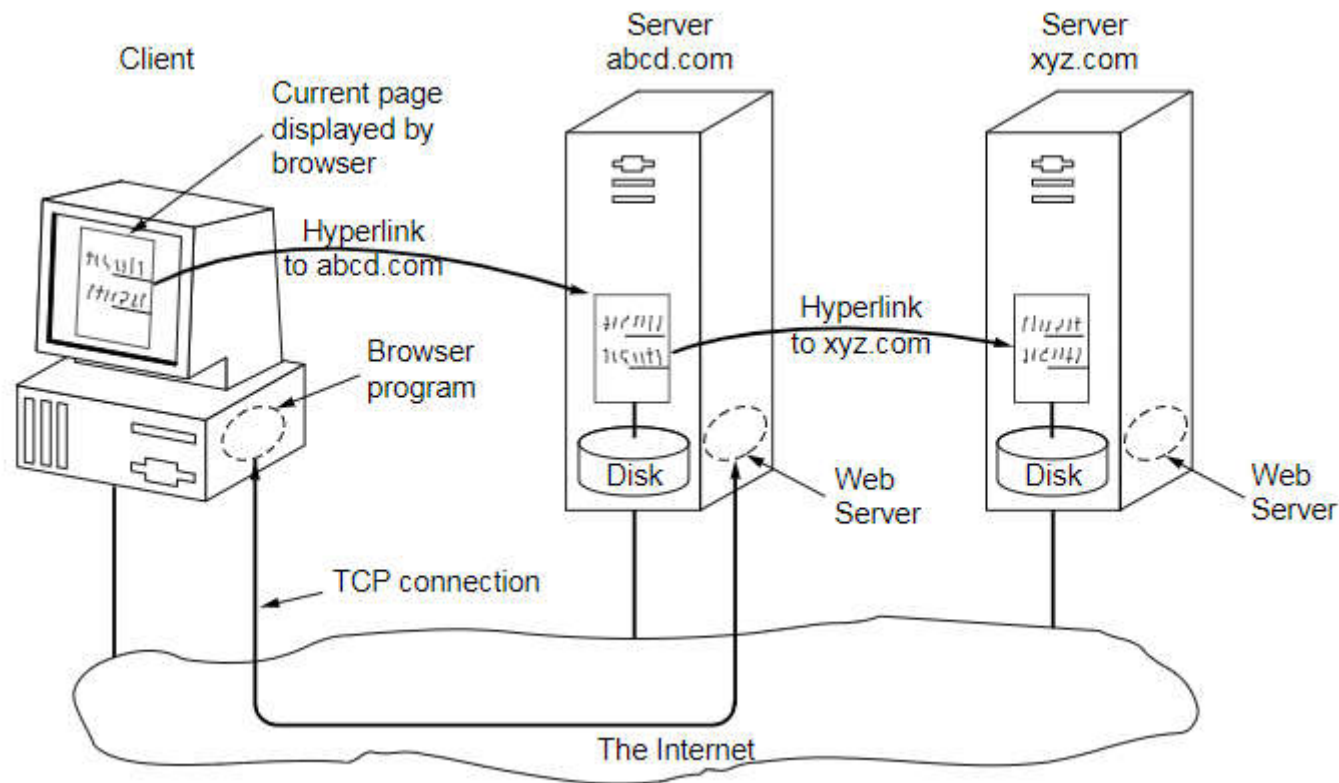 Client
Server
abcd.com
Server
xyz.com
Current page
displayed by
browser
Hyperlink
to abcd.com
Hyperlink
to xyz.com
Browser
program
Disk
Web
Server
Disk
Web
Server
TCP connection
The Internet